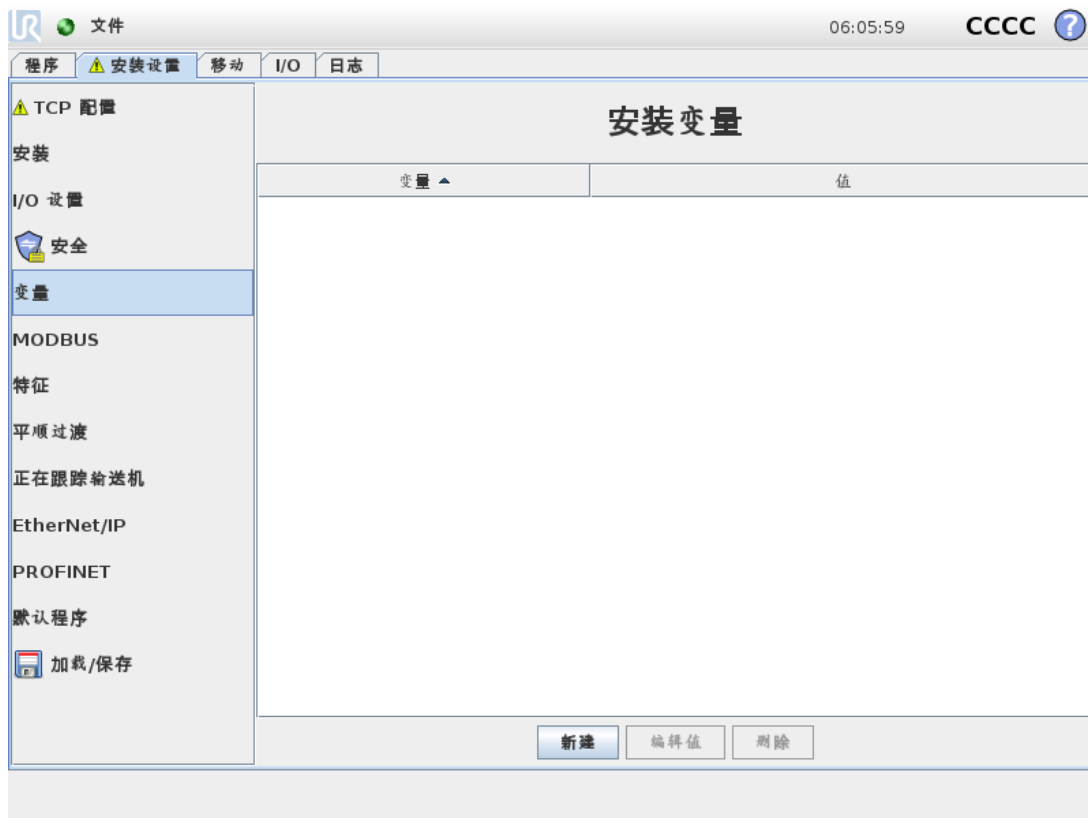 UR 文件 06:05:59 CCCC ?
程序 安装设置 移动 I/O 日志
TCP 配置
安装
I/O 设置
安全
变量
MODBUS
特征
平顺过渡
正在跟踪输送机
EtherNet/IP
PROFINET
默认程序
加载/保存
安装变量
变量 值
新建 编辑值 删除